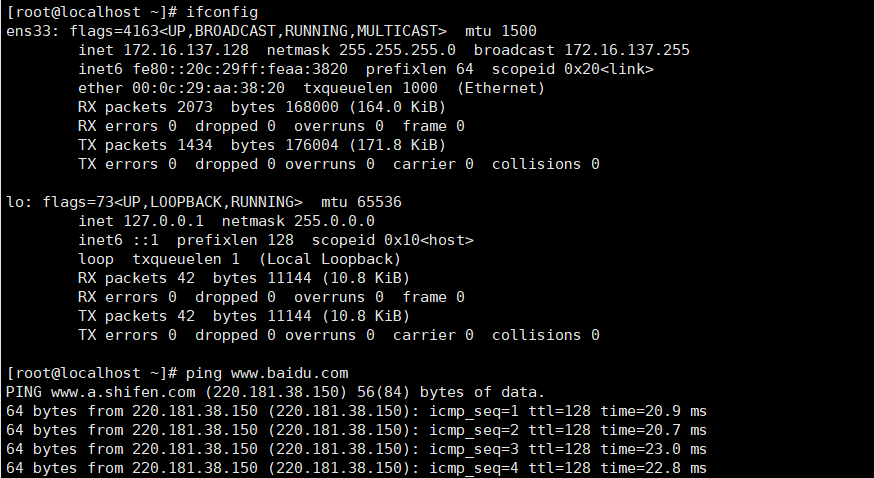 [root@localhost ~]# ifconfig
ens33: flags=4163<UP,BROADCAST,RUNNING,MULTICAST>  mtu 1500
        inet 172.16.137.128  netmask 255.255.255.0  broadcast 172.16.137.255
        inet6 fe80::20c:29ff:feaa:3820  prefixlen 64  scopeid 0x20<link>
        ether 00:0c:29:aa:38:20  txqueuelen 1000  (Ethernet)
        RX packets 2073  bytes 168000 (164.0 KiB)
        RX errors 0  dropped 0  overruns 0  frame 0
        TX packets 1434  bytes 176004 (171.8 KiB)
        TX errors 0  dropped 0 overruns 0  carrier 0  collisions 0

lo: flags=73<UP,LOOPBACK,RUNNING>  mtu 65536
        inet 127.0.0.1  netmask 255.0.0.0
        inet6 ::1  prefixlen 128  scopeid 0x10<host>
        loop  txqueuelen 1  (Local Loopback)
        RX packets 42  bytes 11144 (10.8 KiB)
        RX errors 0  dropped 0  overruns 0  frame 0
        TX packets 42  bytes 11144 (10.8 KiB)
        TX errors 0  dropped 0 overruns 0  carrier 0  collisions 0

[root@localhost ~]# ping www.baidu.com
PING www.a.shifen.com (220.181.38.150) 56(84) bytes of data.
64 bytes from 220.181.38.150 (220.181.38.150): icmp_seq=1 ttl=128 time=20.9 ms
64 bytes from 220.181.38.150 (220.181.38.150): icmp_seq=2 ttl=128 time=20.7 ms
64 bytes from 220.181.38.150 (220.181.38.150): icmp_seq=3 ttl=128 time=23.0 ms
64 bytes from 220.181.38.150 (220.181.38.150): icmp_seq=4 ttl=128 time=22.8 ms